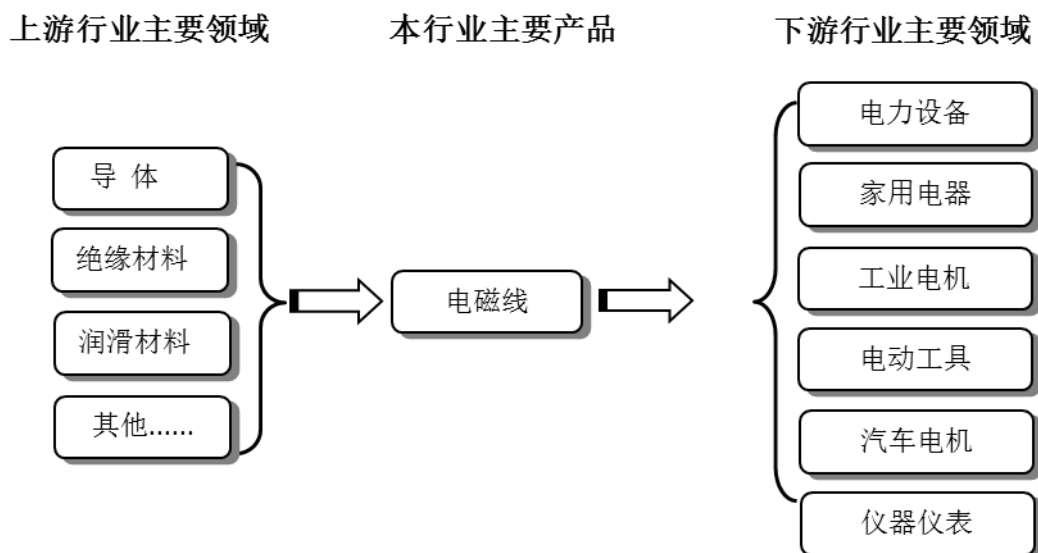 上游行业主要领域
本行业主要产品
下游行业主要领域
导 体
绝缘材料
润滑材料
其他......
电磁线
电力设备
家用电器
工业电机
电动工具
汽车电机
仪器仪表